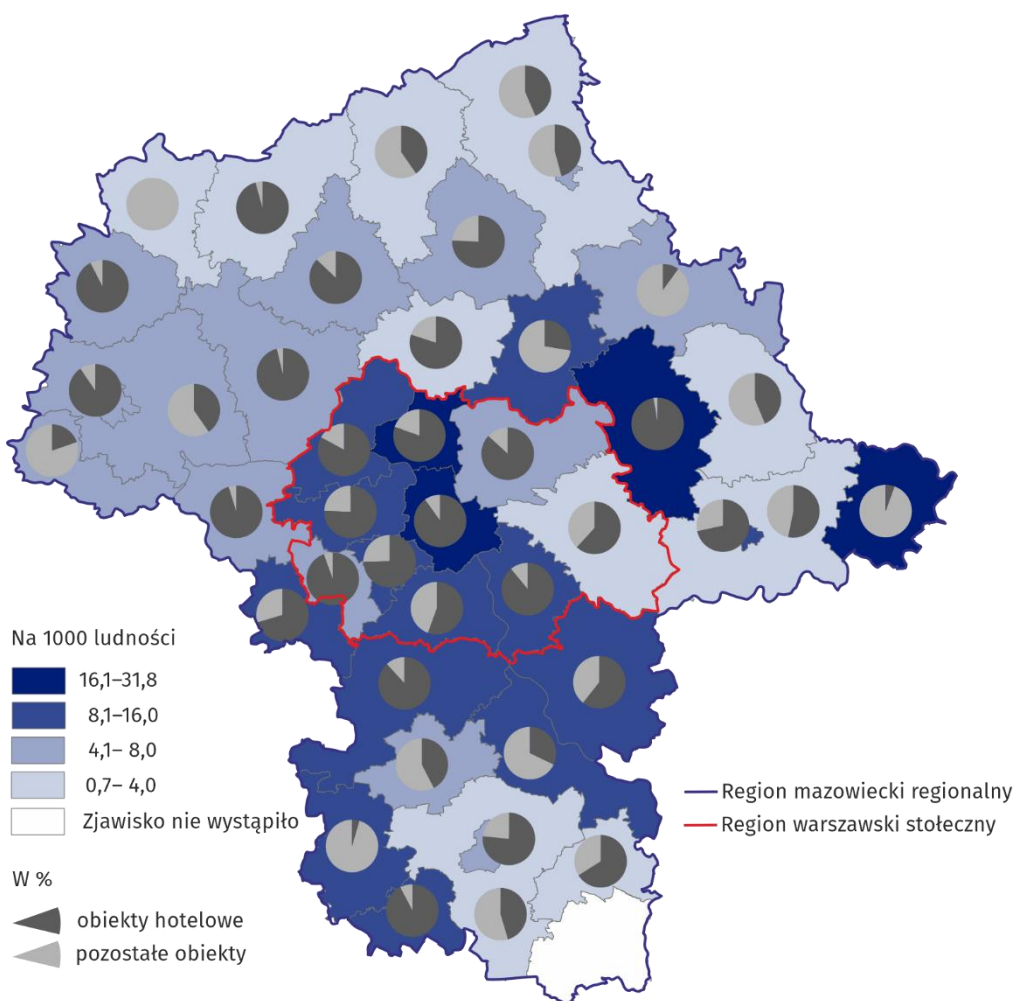 Na 1000 ludności
16,1–31,8
8,1–16,0
4,1– 8,0
0,7– 4,0
Zjawisko nie wystąpiło
W %
obiekty hotelowe
pozostałe obiekty
Region mazowiecki regionalny
Region warszawski stołeczny